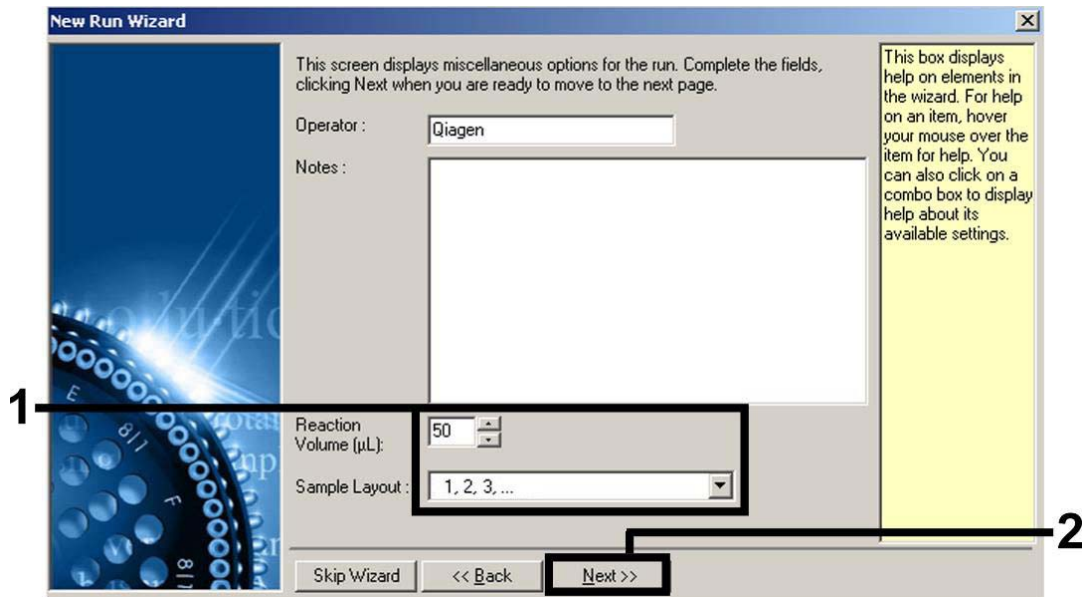 New Run Wizard
This screen displays miscellaneous options for the run. Complete the fields,
clicking Next when you are ready to move to the next page.
Operator :
Qiagen
Notes :
This box displays
help on elements in
the wizard. For help
on an item, hover
your mouse over the
item for help. You
can also click on a
combo box to display
help about its
available settings.
1
Reaction
Volume (μL):
50
Sample Layout :
1, 2, 3, ...
2
Skip Wizard
<< Back
Next >>
E
8/1
F
8/1